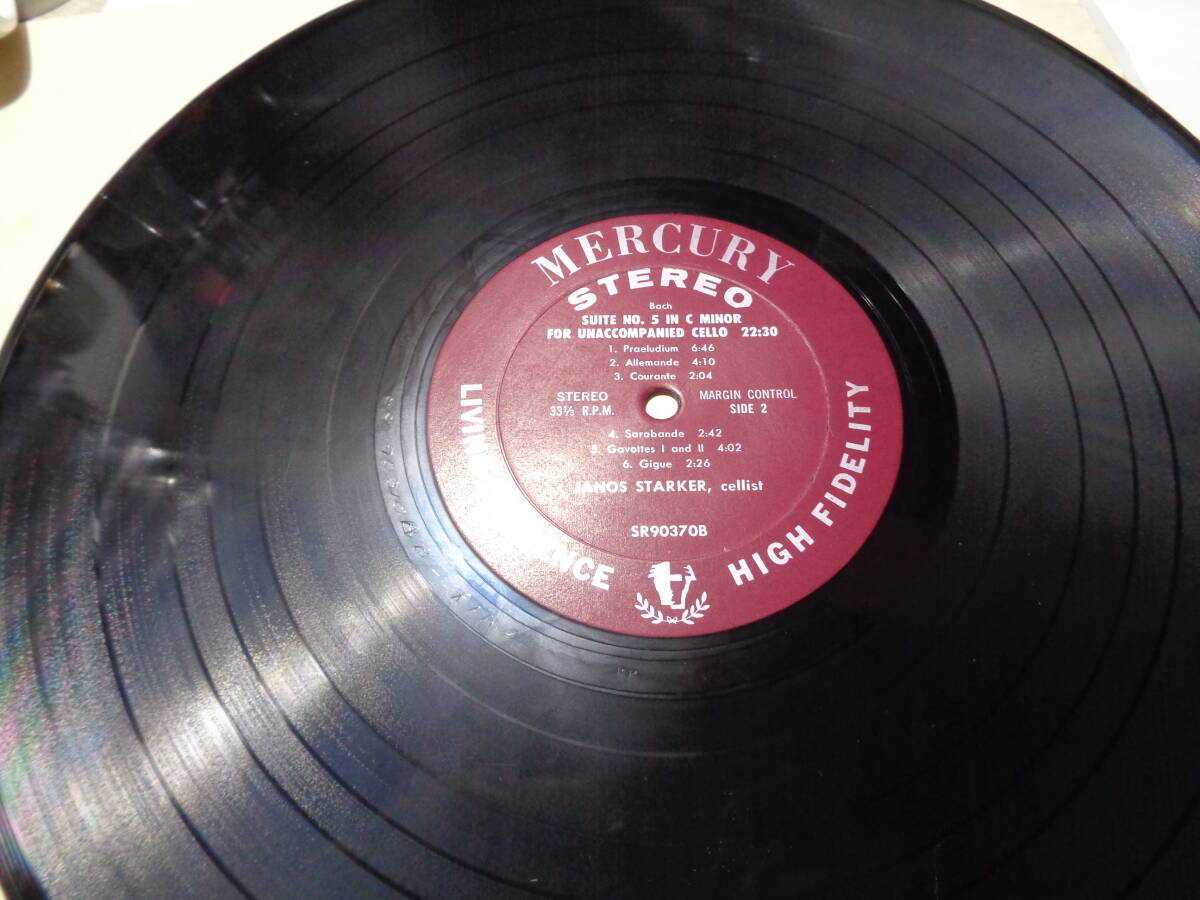 MERCURY
STEREO
Bach
SUITE NO. 5 IN C MINOR
FOR UNACCOMPANIED CELLO 22:30
1. Praeludium 6:46
2. Allemande 4:10
3. Courante 2:04
STEREO MARGIN CONTROL
33⅓ R.P.M. SIDE 2
4. Sarabande 2:42
5. Gavottes I and II 4:02
6. Gigue 2:26
JANOS STARKER, cellist
SR90370B
LIVING
HIGH FIDELITY